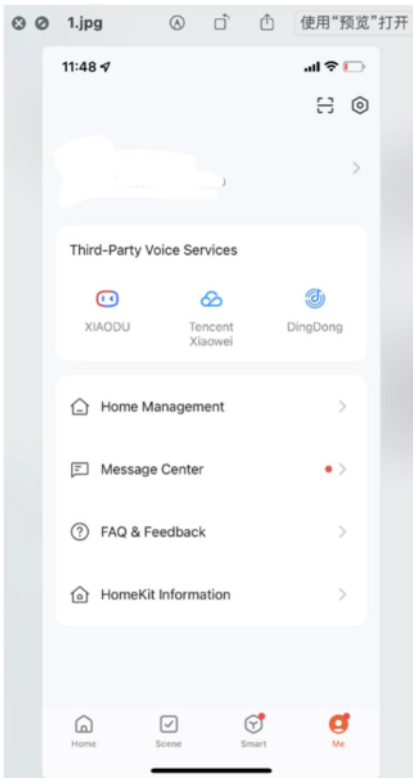 1.jpg
使用“预览”打开
11:48
Third-Party Voice Services
XIAODU
Tencent Xiaowei
DingDong
Home Management
Message Center
FAQ & Feedback
HomeKit Information
Home
Scene
Smart
Me